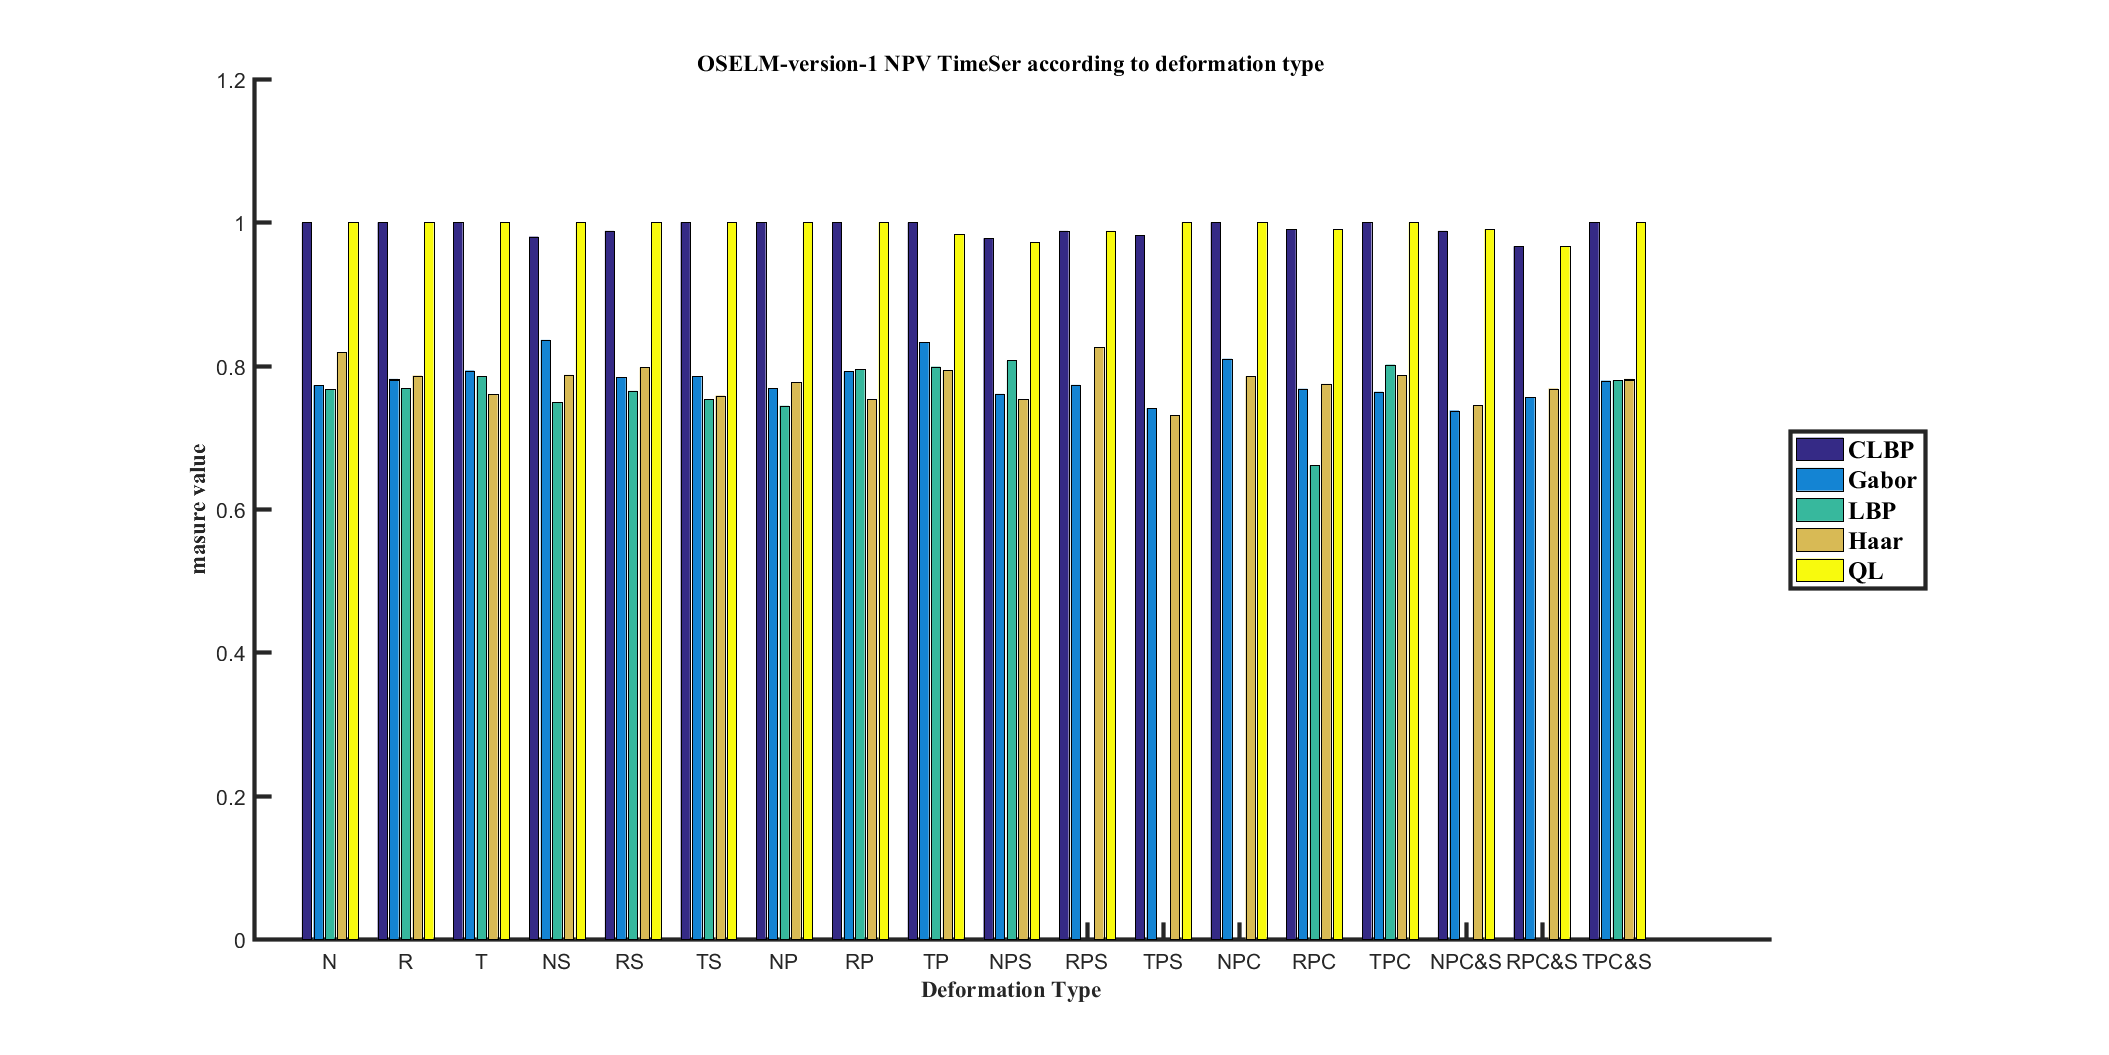 OSELM-version-1 NPV TimeSer according to deformation type
1.2
1
0.8
0.6
0.4
0.2
0
masure value
N R T NS RS TS NP RP TP NPS RPS TPS NPC RPC TPC NPC&S RPC&S TPC&S
Deformation Type
CLBP
Gabor
LBP
Haar
QL